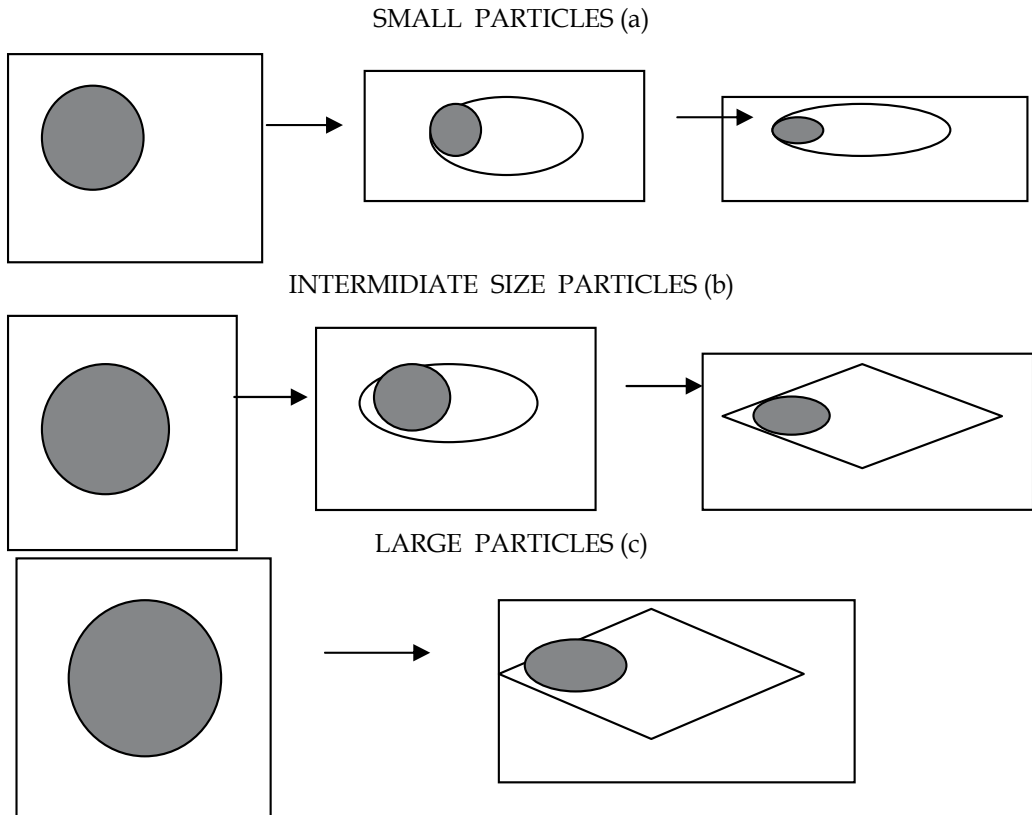 SMALL PARTICLES (a)
INTERMIDIATE SIZE PARTICLES (b)
LARGE PARTICLES (c)